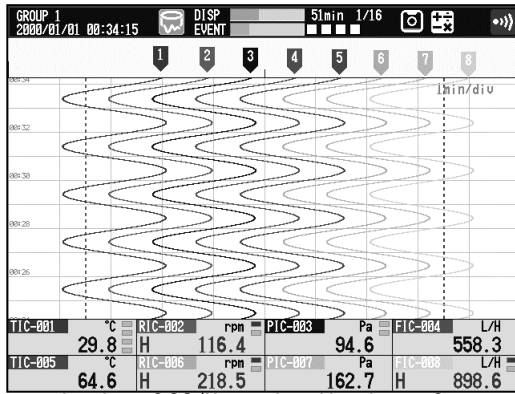 GROUP 1
2000/01/01 00:34:15
DISP
EVENT
51min 1/16
1 2 3 4 5 6 7 8
00:34
1min/div
00:32
00:30
00:28
00:26
TIC-001 °C
29.8
RIC-002 rpm
H 116.4
PIC-003 Pa
94.6
FIC-004 L/H
558.3
TIC-005 °C
64.6
RIC-006 rpm
H 218.5
PIC-007 Pa
162.7
FIC-008 L/H
H 898.6